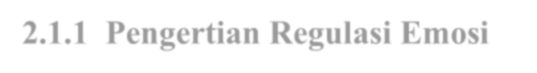 2.1.1 Pengertian Regulasi Emosi